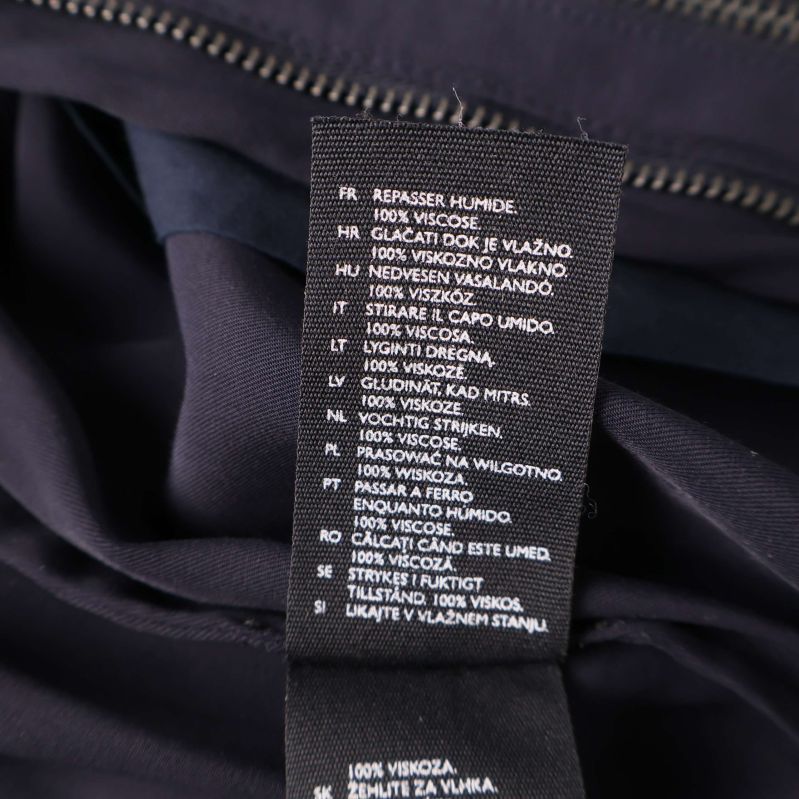 FR REPASSER HUMIDE.
100% VISCOSE.
HR GLAČATI DOK JE VLAŽNO.
100% VISKOZNO VLAKNO.
HU NEDVESEN VASALANDÓ.
100% VISZKÓZ.
IT STIRARE IL CAPO UMIDO.
100% VISCOSA.
LT LYGINTI DRĖGNĄ.
100% VISKOZĖ.
LV GLUDINĀT, KAD MITRS.
100% VISKOZE.
NL VOCHTIG STRIJKEN.
100% VISCOSE.
PL PRASOWAĆ NA WILGOTNO.
100% WISKOZA.
PT PASSAR A FERRO
ENQUANTO HÚMIDO.
100% VISCOSE.
RO CĂLCAȚI CÂND ESTE UMED.
100% VISCOZĂ.
SE STRYKES I FUKTIGT
TILLSTÅND. 100% VISKOS.
SI LIKAJTE V VLAŽNEM STANJU.
100% VISKOZA.
SK ŽEHLITE ZA VLHKA.